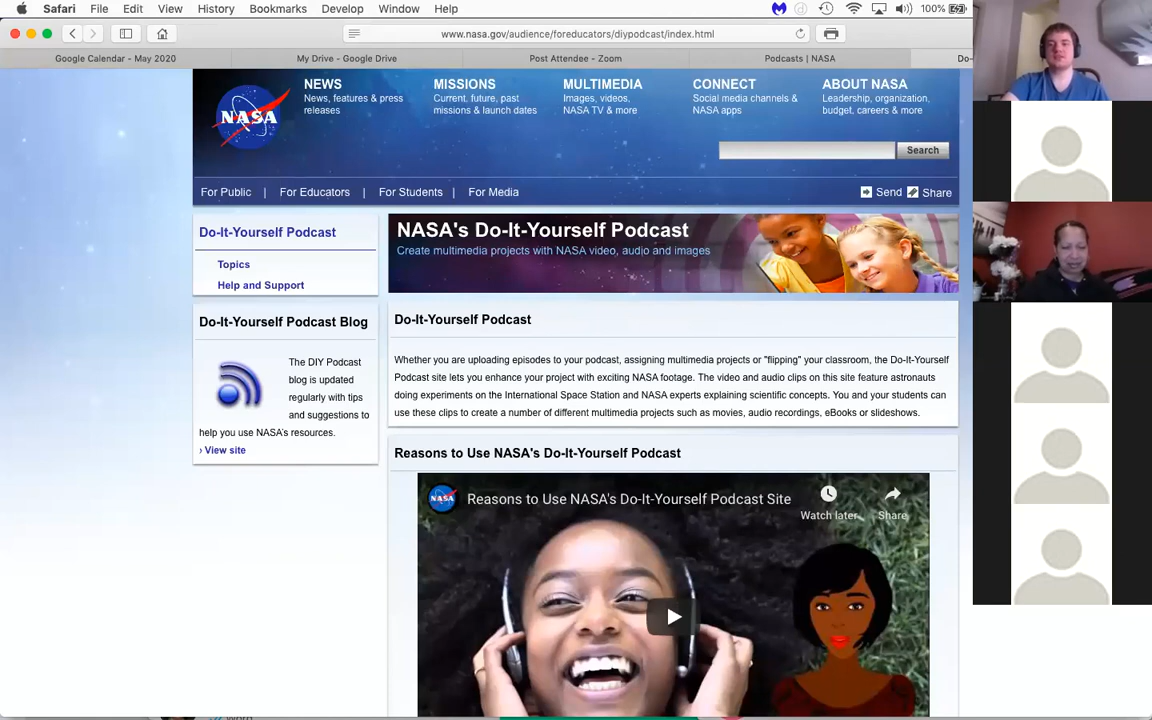 Safari File Edit View History Bookmarks Develop Window Help 100%
www.nasa.gov/audience/foreducators/diypodcast/index.html
Google Calendar - May 2020 My Drive - Google Drive Post Attendee - Zoom Podcasts | NASA Do-
NEWS MISSIONS MULTIMEDIA CONNECT ABOUT NASA
News, features & press Current, future, past Images, videos, Social media channels & Leadership, organization,
releases missions & launch dates NASA TV & more NASA apps budget, careers & more
NASA
Search
For Public | For Educators | For Students | For Media Send Share
Do-It-Yourself Podcast
Topics
Help and Support
Do-It-Yourself Podcast Blog
The DIY Podcast
blog is updated
regularly with tips
and suggestions to
help you use NASA's resources.
› View site
NASA's Do-It-Yourself Podcast
Create multimedia projects with NASA video, audio and images
Do-It-Yourself Podcast
Whether you are uploading episodes to your podcast, assigning multimedia projects or "flipping" your classroom, the Do-It-Yourself
Podcast site lets you enhance your project with exciting NASA footage. The video and audio clips on this site feature astronauts
doing experiments on the International Space Station and NASA experts explaining scientific concepts. You and your students can
use these clips to create a number of different multimedia projects such as movies, audio recordings, eBooks or slideshows.
Reasons to Use NASA's Do-It-Yourself Podcast
NASA
Reasons to Use NASA's Do-It-Yourself Podcast Site
Watch later Share